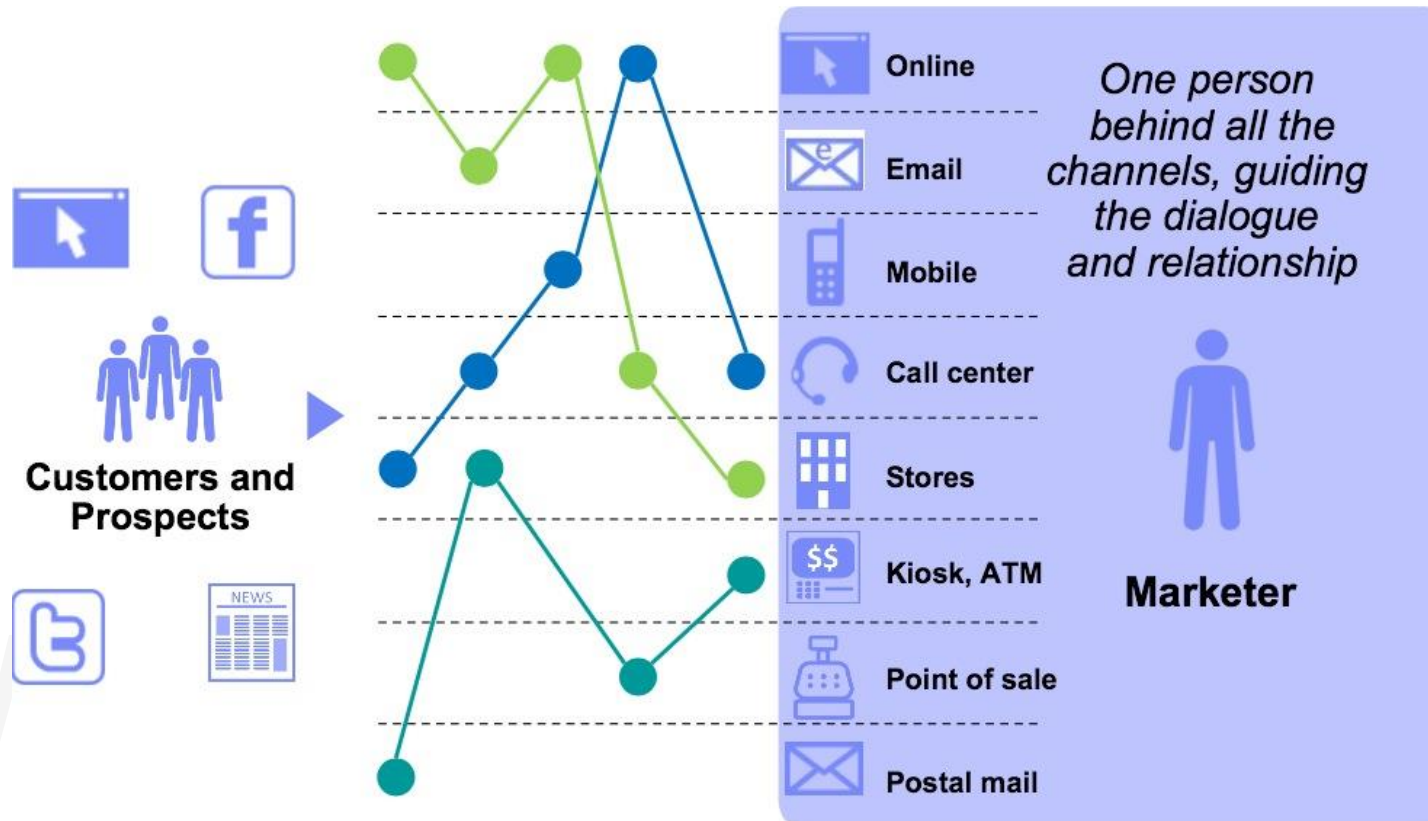 Customers and
Prospects
NEWS
Online
Email
e
Mobile
Call center
Stores
$$
Kiosk, ATM
Point of sale
Postal mail
One person
behind all the
channels, guiding
the dialogue
and relationship
Marketer